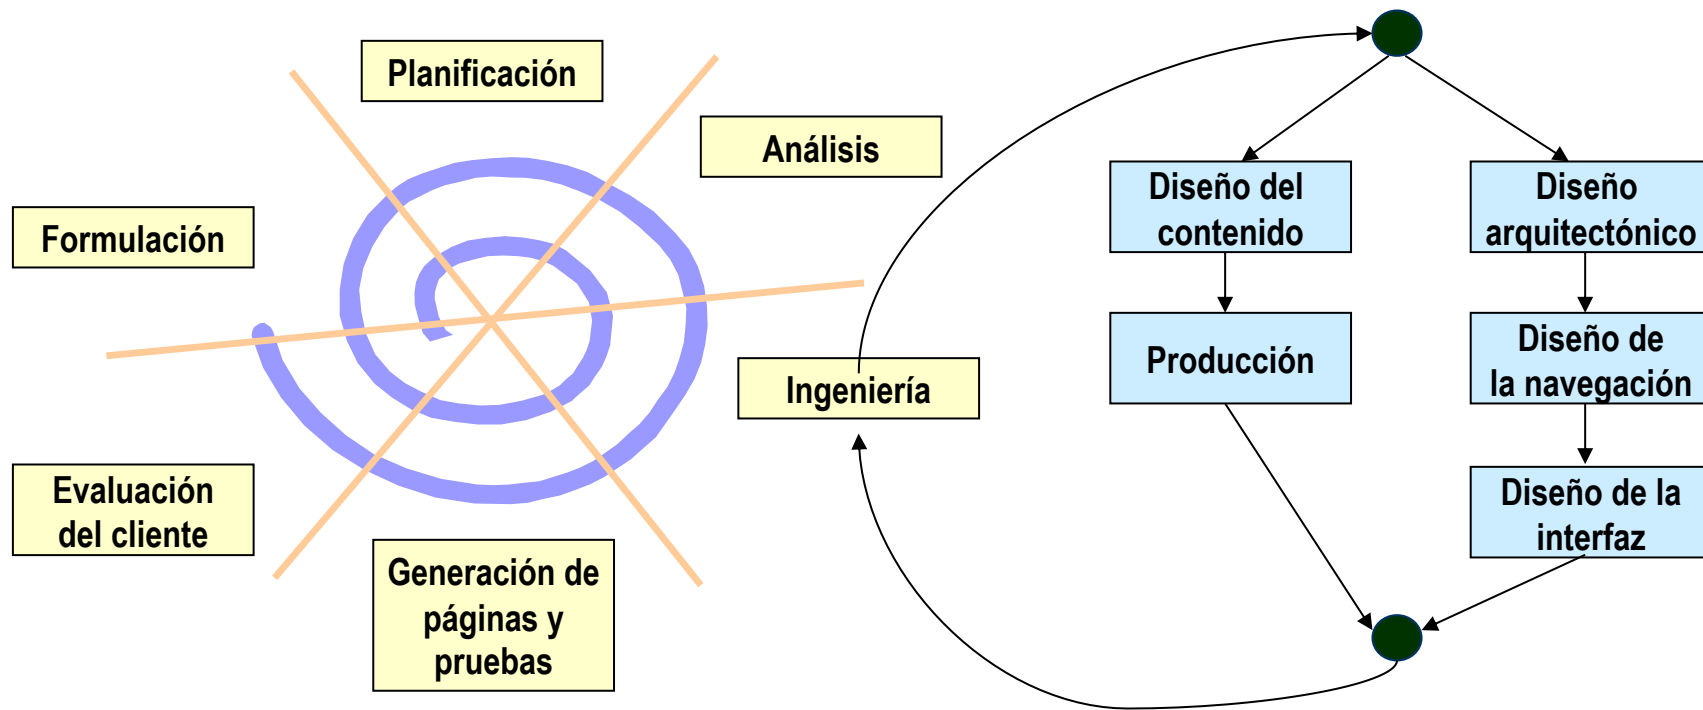 Planificación
Análisis
Formulación
Ingeniería
Evaluación
del cliente
Generación de
páginas y
pruebas
Diseño del
contenido
Producción
Diseño
arquitectónico
Diseño de
la navegación
Diseño de la
interfaz